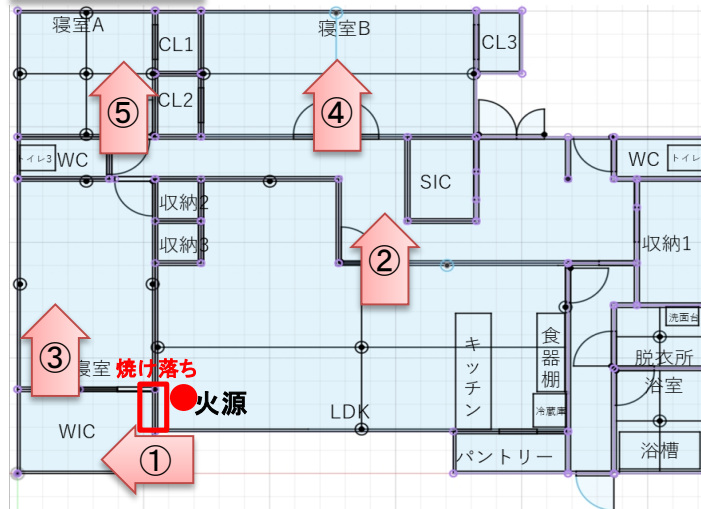 寝室A
CL1
寝室B
CL3
CL2
⑤
④
トイレ3
WC
WC
トイレ
SIC
収納2
収納3
収納1
②
洗面台
③
寝室
焼け落ち
火源
キッチン
食器棚
冷蔵庫
脱衣所
浴室
WIC
LDK
①
パントリー
浴槽